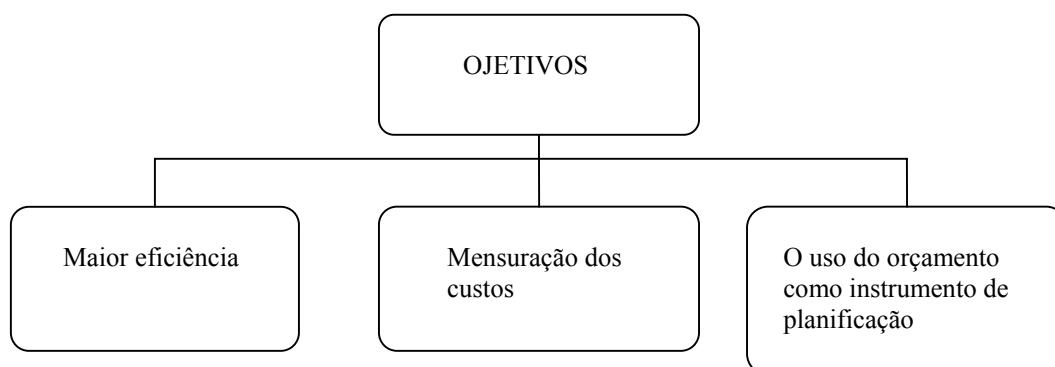 OJETIVOS
Maior eficiência
Mensuração dos
custos
O uso do orçamento
como instrumento de
planificação